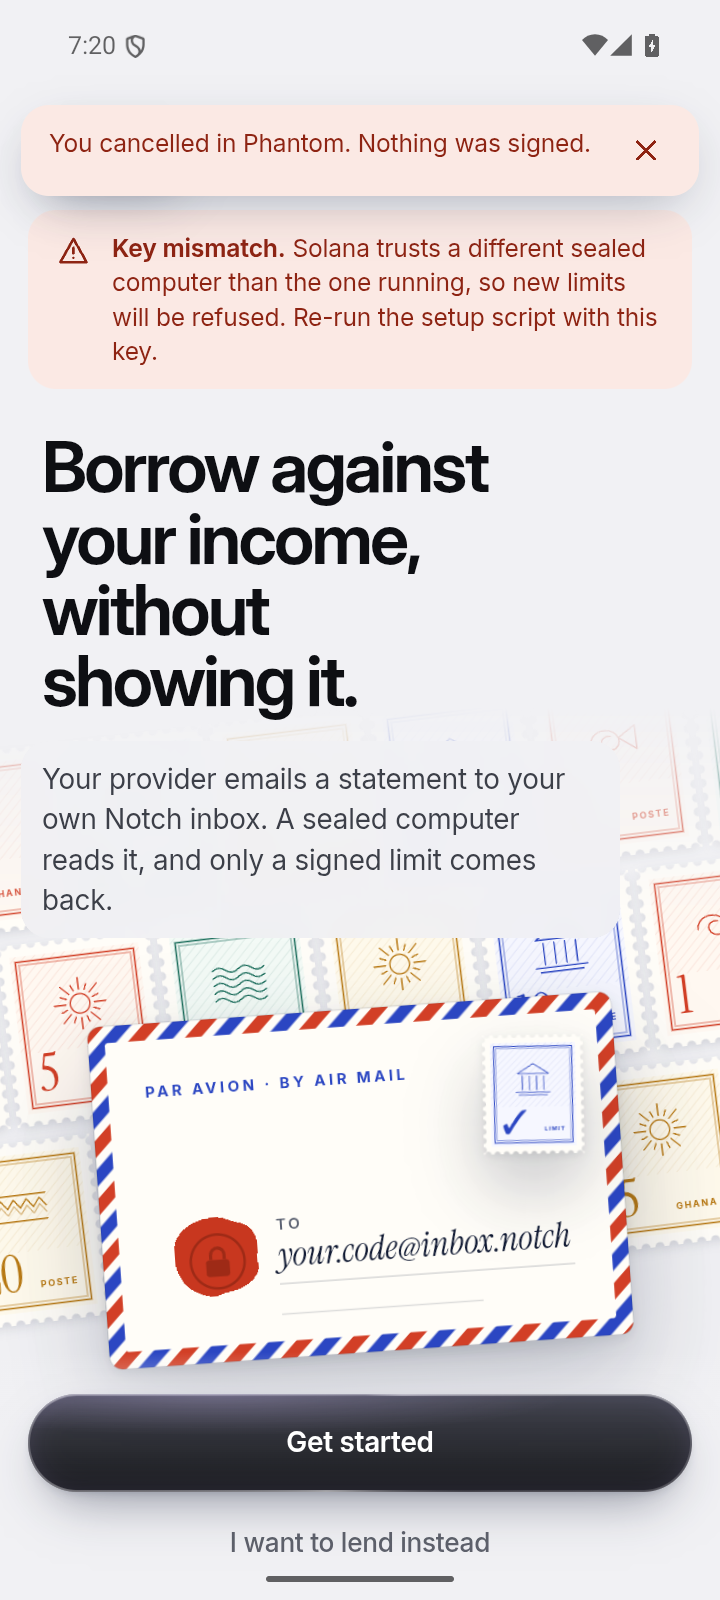 7:20
You cancelled in Phantom. Nothing was signed.
Key mismatch. Solana trusts a different sealed
computer than the one running, so new limits
will be refused. Re-run the setup script with this
key.
Borrow against
your income,
without
showing it.
POSTE
Your provider emails a statement to your
own Notch inbox. A sealed computer
reads it, and only a signed limit comes
back.
5
1
PAR AVION · BY AIR MAIL
LIMIT
TO
your.code@inbox.notch
5
GHANA
0
POSTE
Get started
I want to lend instead